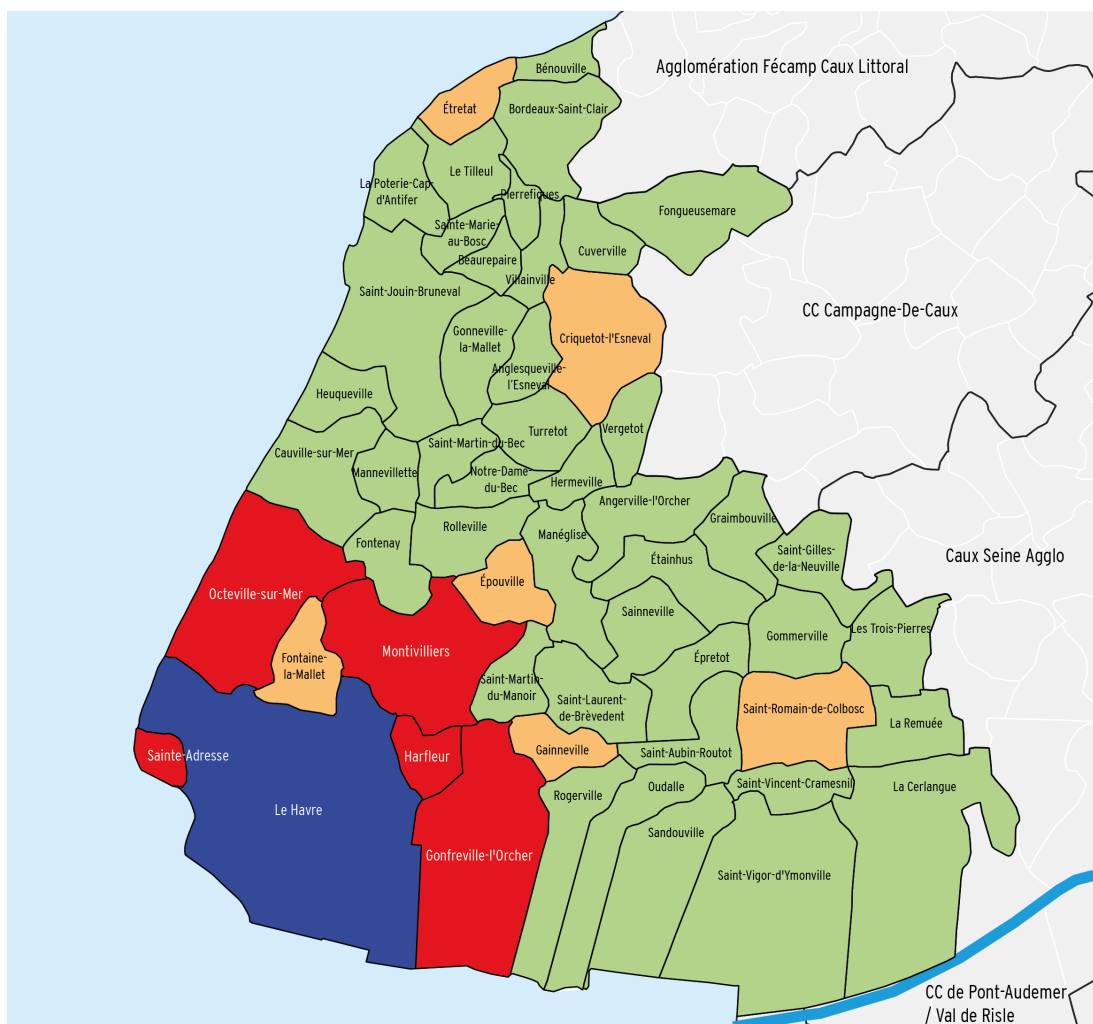 Agglomération Fécamp Caux Littoral
Bénouville
Étretat
Bordeaux-Saint-Clair
Le Tilleul
La Poterie-Cap-
d'Antifer
Pierrefiques
Fongueusemare
Sainte-Marie-
au-Bosc
Cuverville
Beaurepaire
Villainville
Saint-Jouin-Bruneval
CC Campagne-De-Caux
Gonneville-
la-Mallet
Criquetot-l'Esneval
Anglesqueville-
l'Esneval
Heuqueville
Turretot
Vergetot
Saint-Martin-du-Bec
Cauville-sur-Mer
Mannevillette
Notre-Dame-
du-Bec
Hermeville
Angerville-l'Orcher
Graimbouville
Rolleville
Manéglise
Fontenay
Saint-Gilles-
de-la-Neuville
Caux Seine Agglo
Étainhus
Épouville
Octeville-sur-Mer
Sainneville
Gommerville
Les Trois-Pierres
Montivilliers
Épretot
Fontaine-
la-Mallet
Saint-Martin-
du-Manoir
Saint-Laurent-
de-Brèvedent
Saint-Romain-de-Colbosc
La Remuée
Gainneville
Saint-Aubin-Routot
Sainte-Adresse
Harfleur
Oudalle
Saint-Vincent-Cramesnil
La Cerlangue
Rogerville
Le Havre
Sandouville
Gonfreville-l'Orcher
Saint-Vigor-d'Ymonville
CC de Pont-Audemer
/ Val de Risle